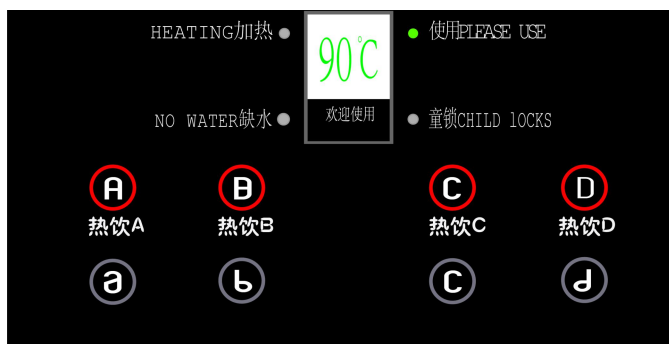 HEATING加热
90℃
使用PLEASE USE
NO WATER缺水
欢迎使用
童锁CHILD lOCKS
A
B
C
D
热饮A
热饮B
热饮C
热饮D
a
b
C
d